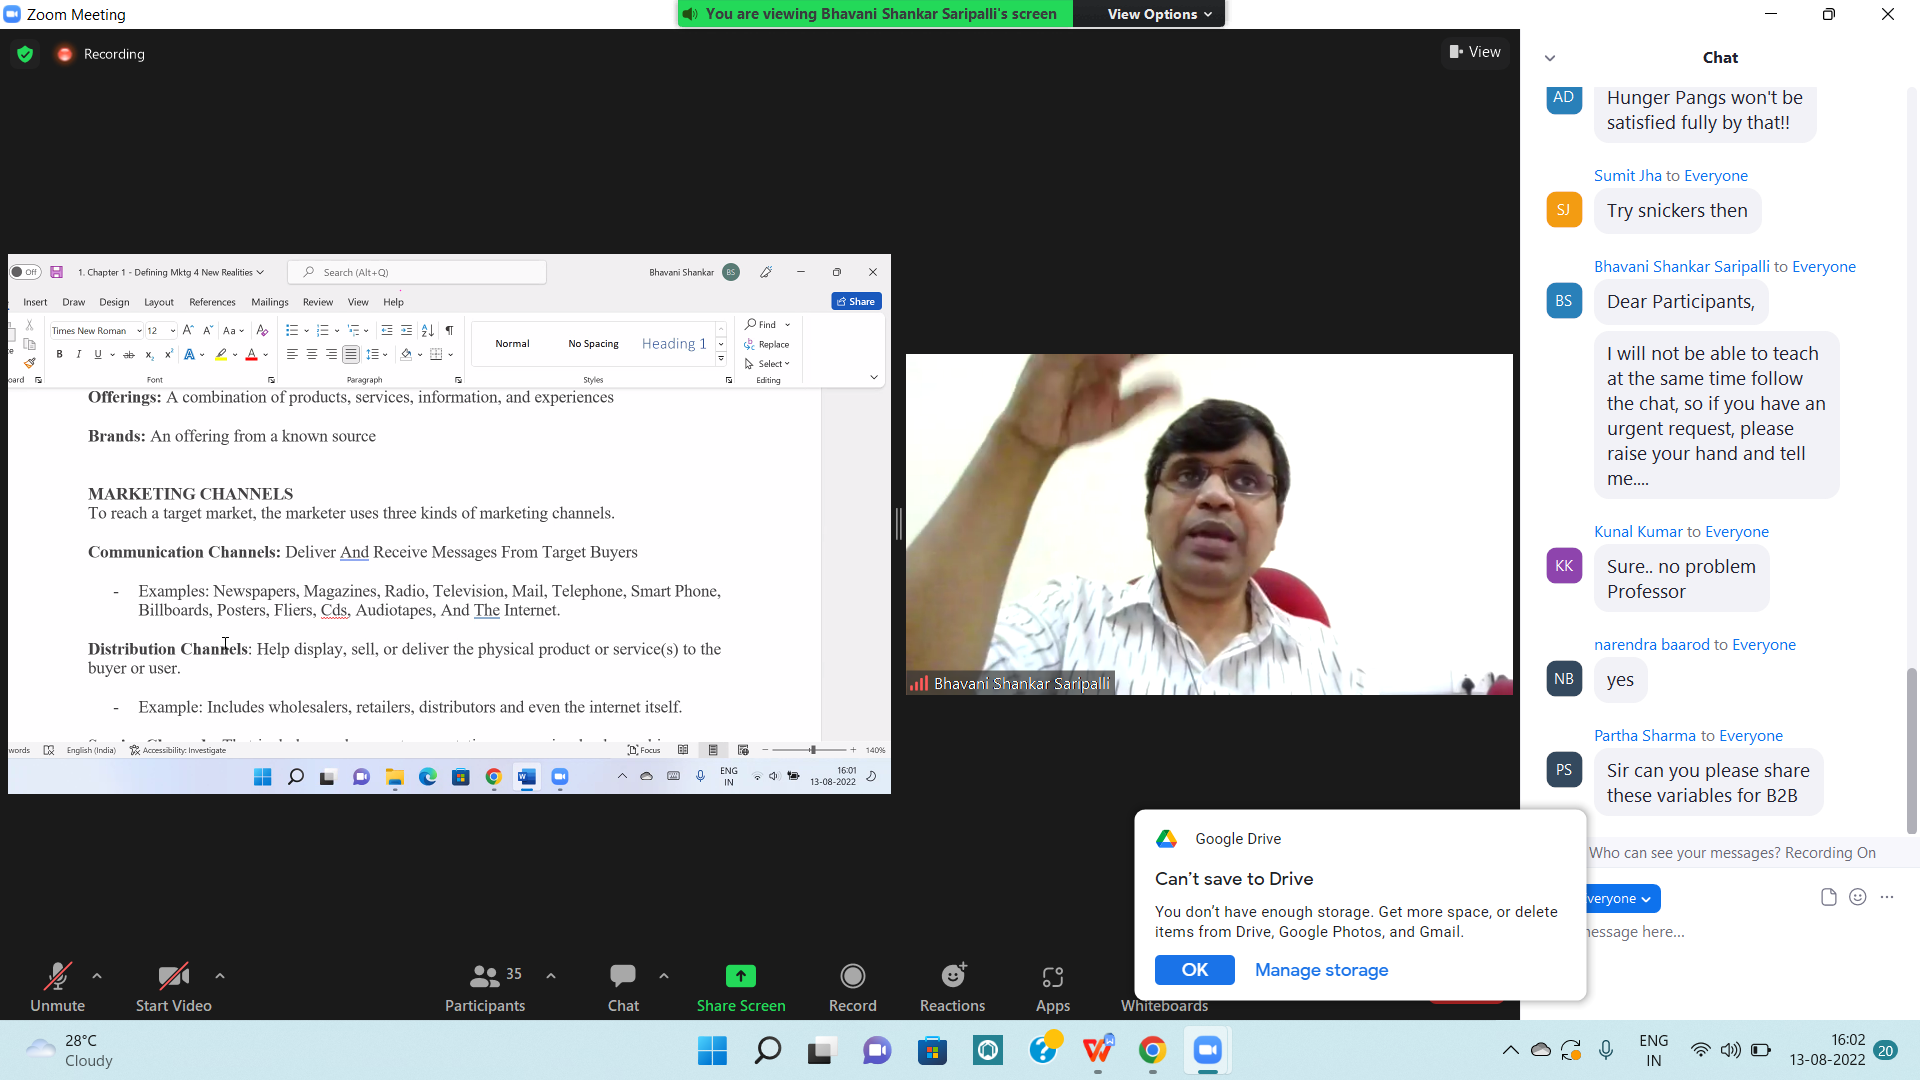 Zoom Meeting
You are viewing Bhavani Shankar Saripalli's screen
View Options
Recording
View
Off
1. Chapter 1 - Defining Mktg 4 New Realities
Search (Alt+Q)
Bhavani Shankar
BS
Insert Draw Design Layout References Mailings Review View Help
Share
Times New Roman 12
Aa
Normal
No Spacing
Heading 1
Find
Replace
Select
Font
Paragraph
Styles
Editing
Offerings: A combination of products, services, information, and experiences
Brands: An offering from a known source
MARKETING CHANNELS
To reach a target market, the marketer uses three kinds of marketing channels.
Communication Channels: Deliver And Receive Messages From Target Buyers
- Examples: Newspapers, Magazines, Radio, Television, Mail, Telephone, Smart Phone,
Billboards, Posters, Fliers, Cds, Audiotapes, And The Internet.
Distribution Channels: Help display, sell, or deliver the physical product or service(s) to the
buyer or user.
- Example: Includes wholesalers, retailers, distributors and even the internet itself.
words
English (India)
Accessibility: Investigate
Focus
140%
ENG
IN
16:01
13-08-2022
Bhavani Shankar Saripalli
Chat
AD
Hunger Pangs won't be
satisfied fully by that!!
Sumit Jha to Everyone
SJ
Try snickers then
Bhavani Shankar Saripalli to Everyone
BS
Dear Participants,
I will not be able to teach
at the same time follow
the chat, so if you have an
urgent request, please
raise your hand and tell
me....
Kunal Kumar to Everyone
KK
Sure.. no problem
Professor
narendra baarod to Everyone
NB
yes
Partha Sharma to Everyone
PS
Sir can you please share
these variables for B2B
Who can see your messages? Recording On
veryone
essage here...
Google Drive
Can't save to Drive
You don't have enough storage. Get more space, or delete
items from Drive, Google Photos, and Gmail.
OK
Manage storage
Unmute
Start Video
35
Participants
Chat
Share Screen
Record
Reactions
Apps
Whiteboards
28°C
Cloudy
ENG
IN
16:02
13-08-2022
20